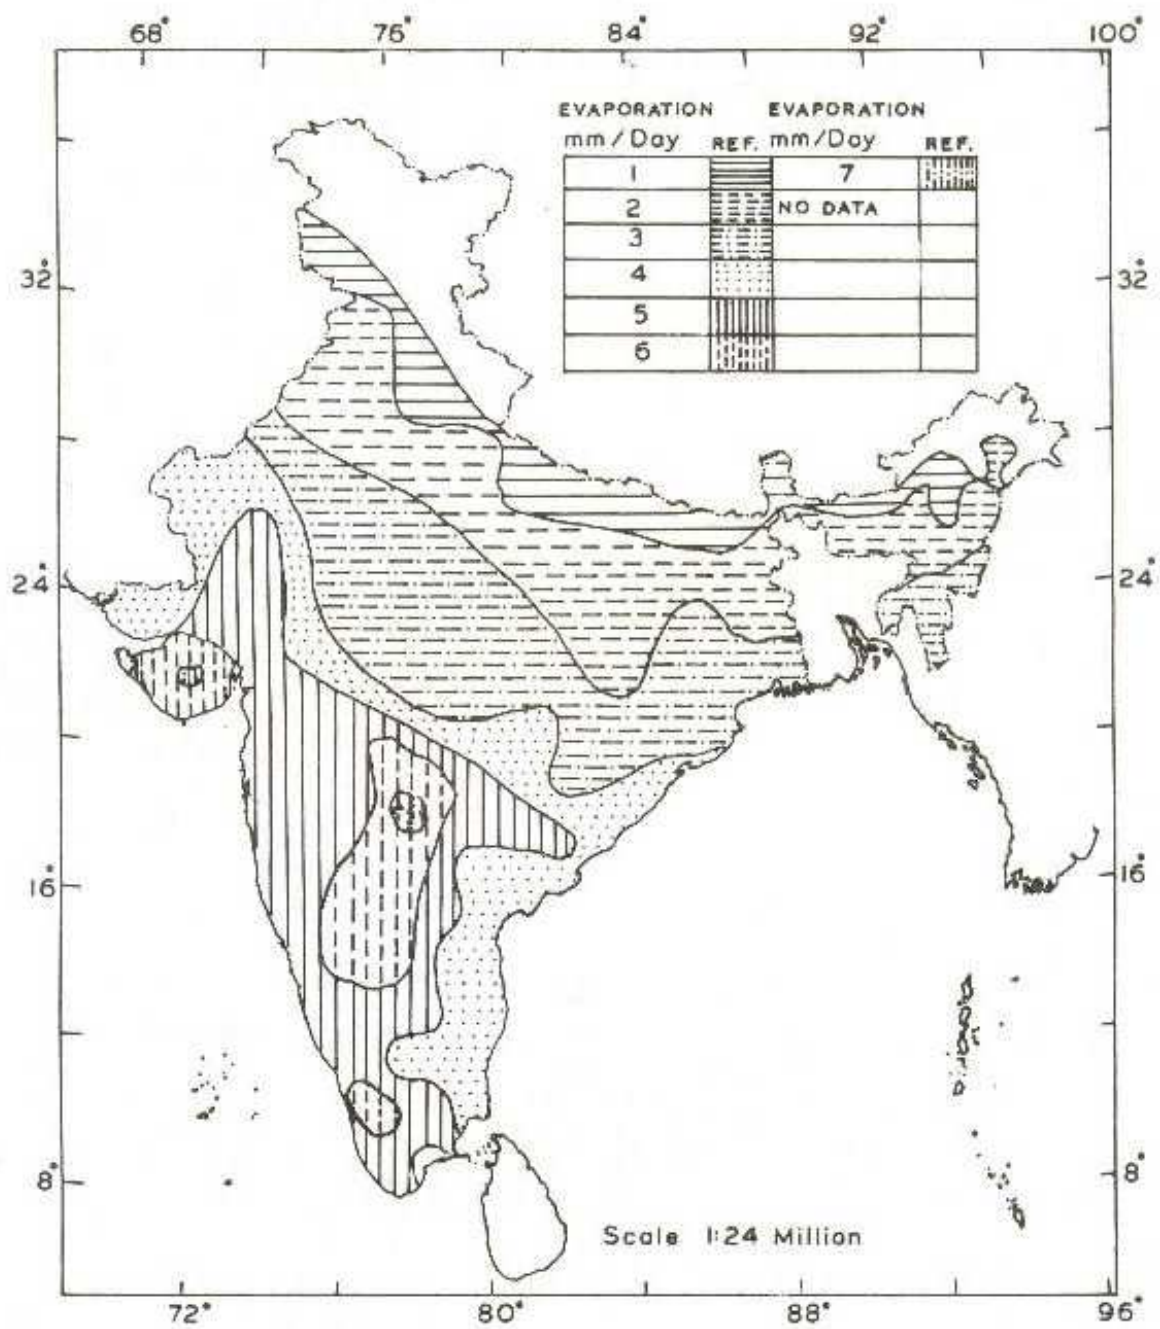 68° 76° 84° 92° 100°
EVAPORATION EVAPORATION
mm/Day REF. mm/Day REF.
1 7
2 NO DATA
3
4
5
6
32° 32°
24° 24°
16° 16°
8° 8°
Scale 1:24 Million
72° 80° 88° 96°